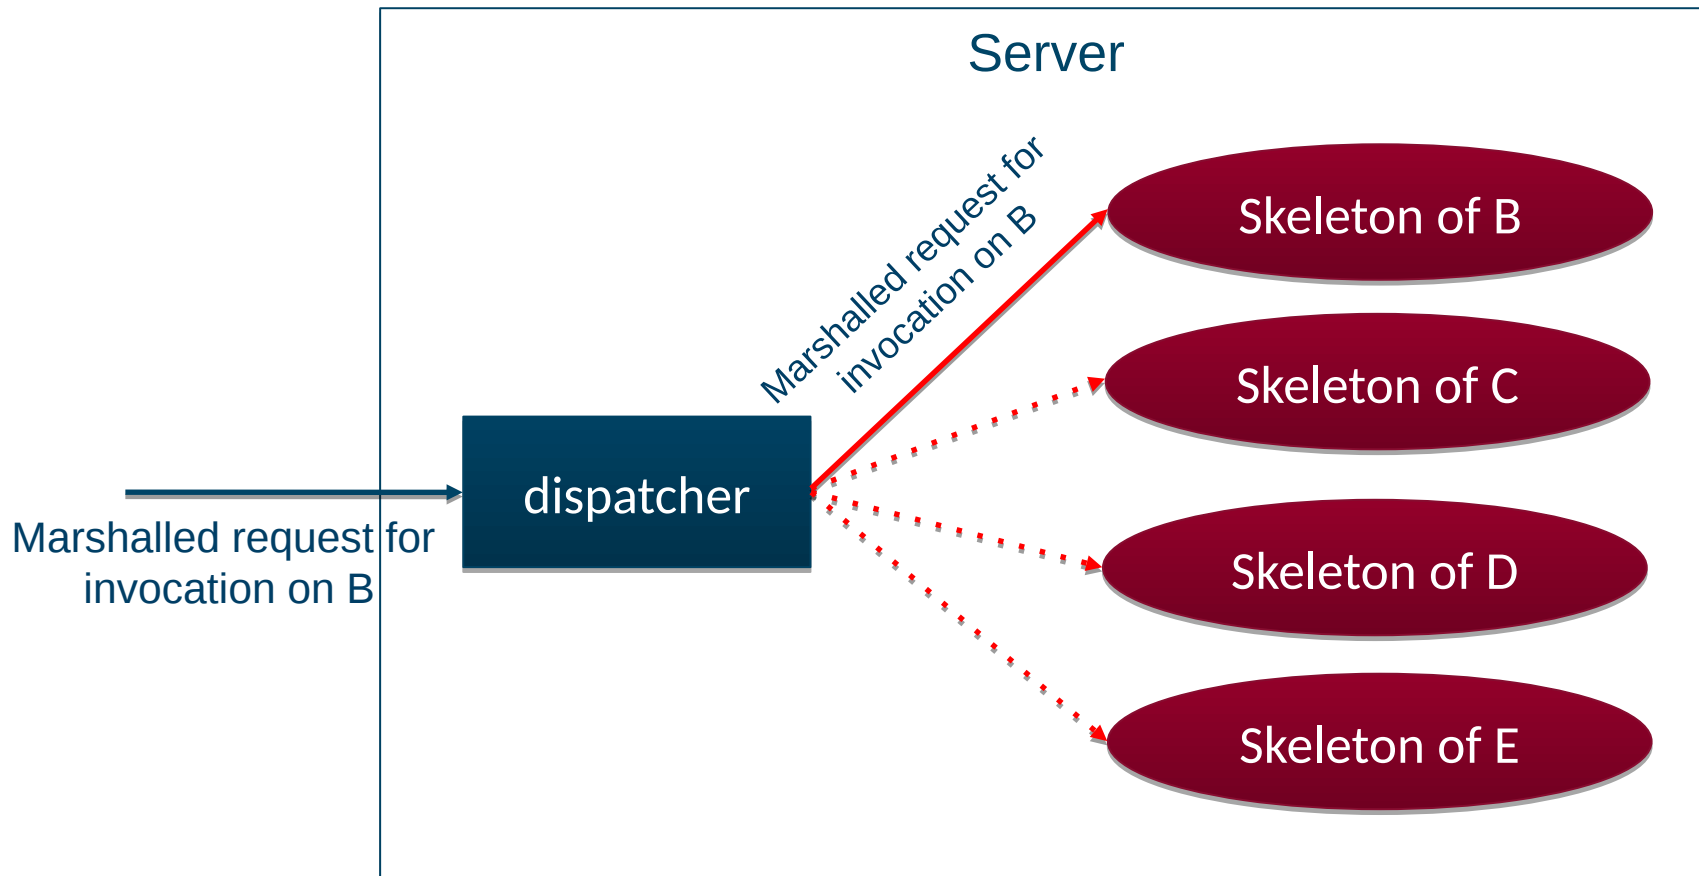 Server
Marshalled request for
invocation on B
Skeleton of B
Skeleton of C
dispatcher
Marshalled request for
invocation on B
Skeleton of D
Skeleton of E